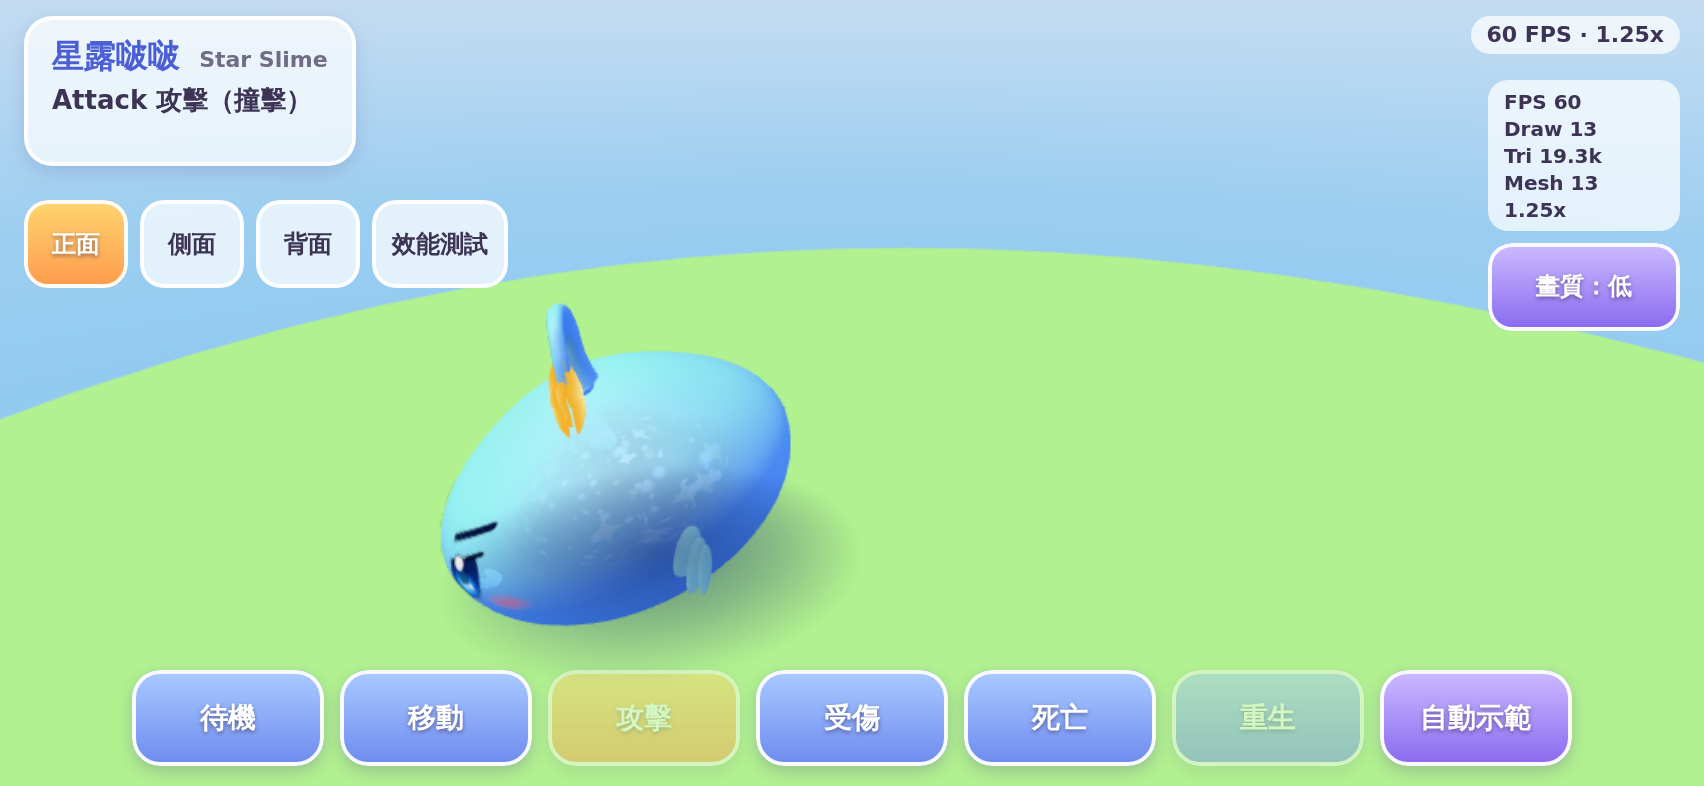 星露啵啵 Star Slime
Attack 攻擊（撞擊）
60 FPS · 1.25x
FPS 60
Draw 13
Tri 19.3k
Mesh 13
1.25x
正面 側面 背面 效能測試
畫質：低
待機 移動 攻擊 受傷 死亡 重生 自動示範